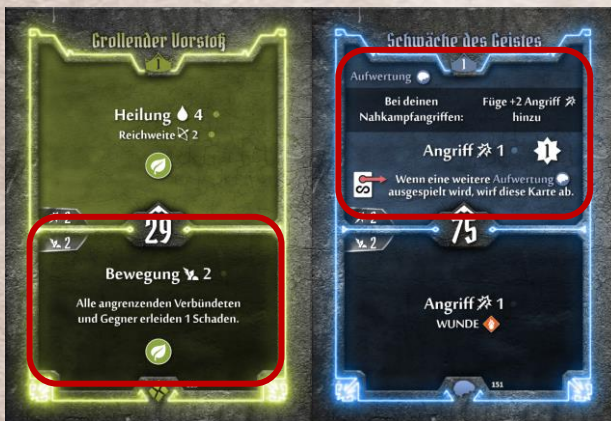 Grollender Vorstoß
1
Heilung 4
Reichweite 2
2
29
2
Bewegung 2
Alle angrenzenden Verbündeten
und Gegner erleiden 1 Schaden.
Schwäche des Geistes
1
Aufwertung
Bei deinen
Nahkampfangriffen:
Füge +2 Angriff
hinzu
Angriff 1
1
Wenn eine weitere Aufwertung
ausgespielt wird, wirf diese Karte ab.
2
75
2
Angriff 1
WUNDE
151